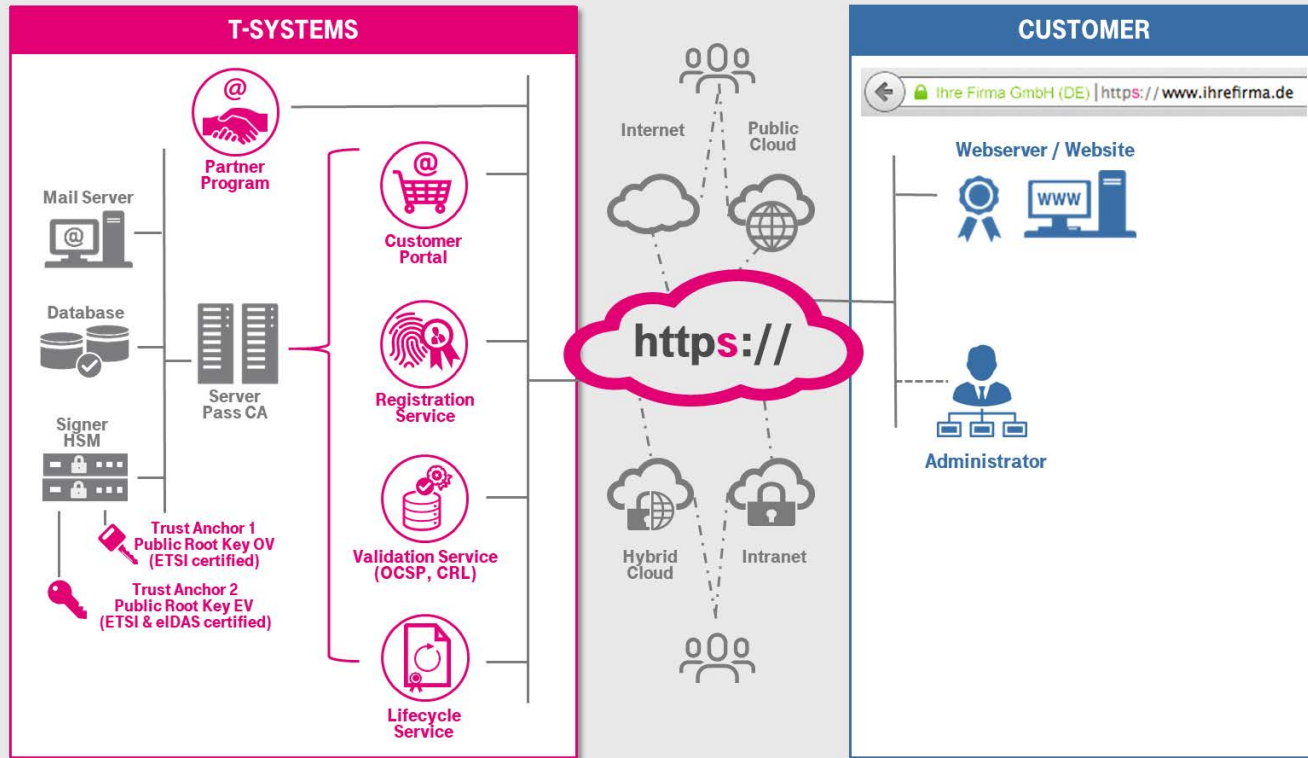 T-SYSTEMS
@
Partner
Program
Mail Server
@
Database
Server
Pass CA
Signer
HSM
Trust Anchor 1
Public Root Key OV
(ETSI certified)
Trust Anchor 2
Public Root Key EV
(ETSI & eIDAS certified)
@
Customer
Portal
Registration
Service
Validation Service
(OCSP, CRL)
Lifecycle
Service
Internet
Public
Cloud
https://
Hybrid
Cloud
Intranet
CUSTOMER
Ihre Firma GmbH (DE) | https://www.ihrefirma.de
Webserver / Website
WWW
Administrator